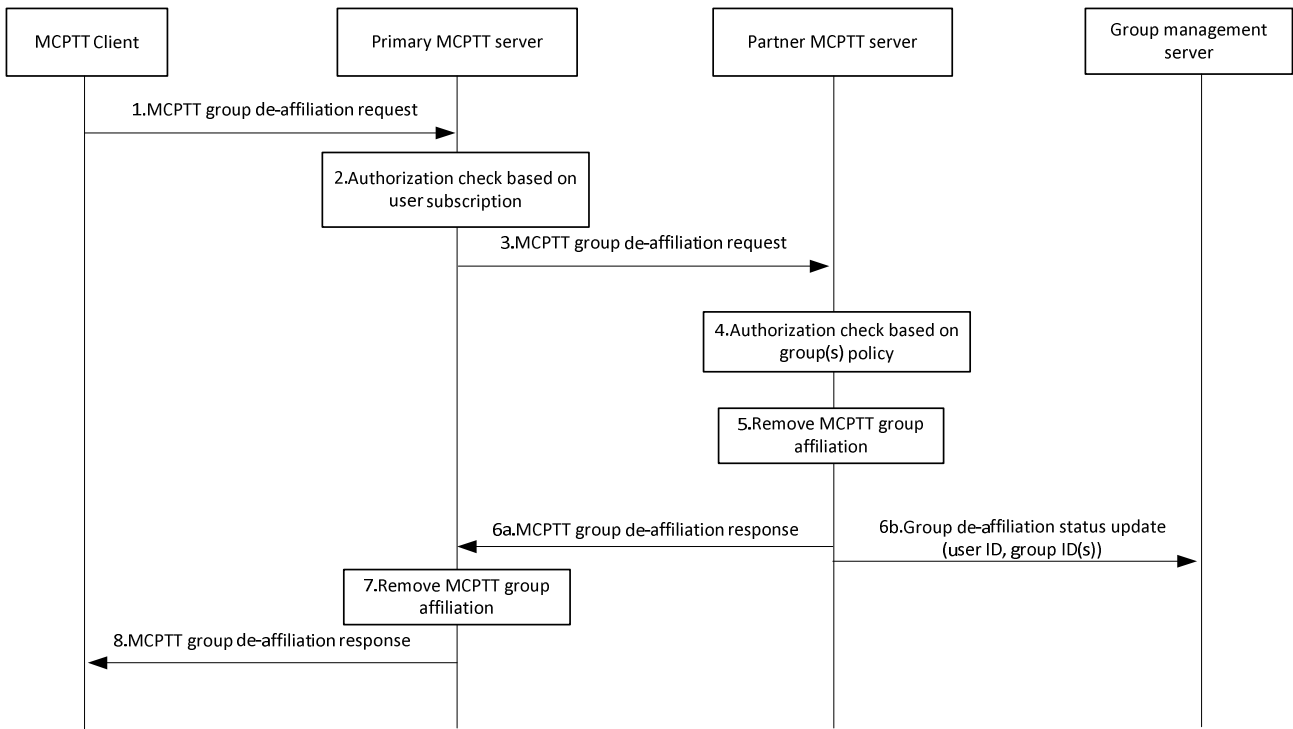 MCPTT Client
Primary MCPTT server
Partner MCPTT server
Group management
server
1.MCPTT group de-affiliation request
2.Authorization check based on
user subscription
3.MCPTT group de-affiliation request
4.Authorization check based on
group(s) policy
5.Remove MCPTT group
affiliation
6a.MCPTT group de-affiliation response
6b.Group de-affiliation status update
(user ID, group ID(s))
7.Remove MCPTT group
affiliation
8.MCPTT group de-affiliation response